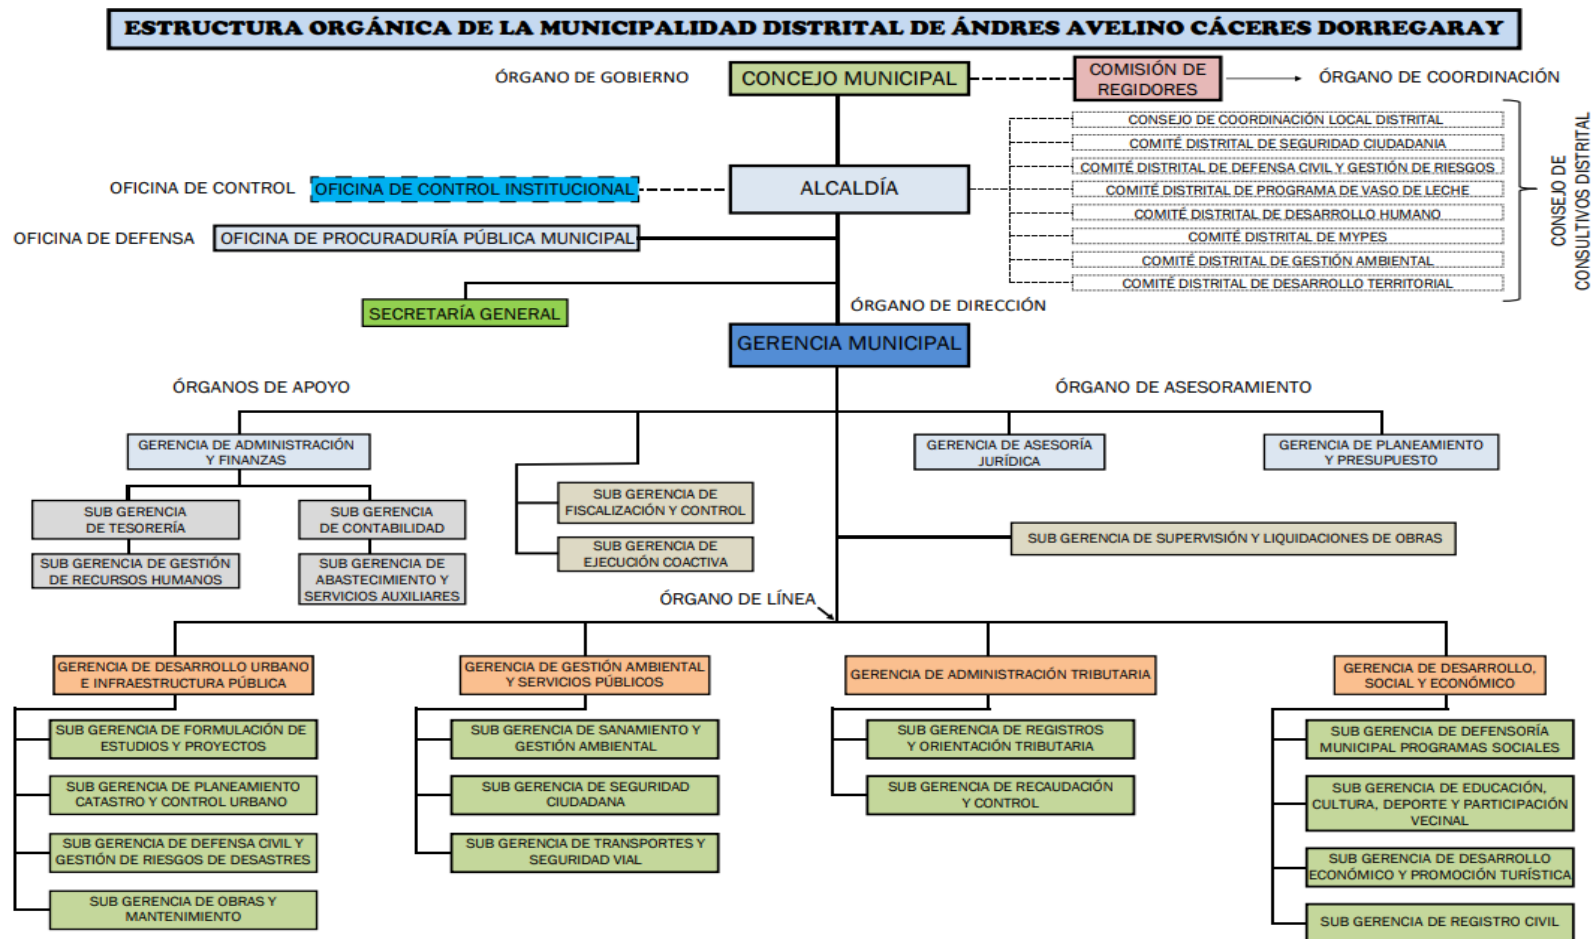 ESTRUCTURA ORGÁNICA DE LA MUNICIPALIDAD DISTRITAL DE ÁNDRES AVELINO CÁCERES DORREGARAY
ÓRGANO DE GOBIERNO
CONCEJO MUNICIPAL
COMISIÓN DE
REGIDORES
ÓRGANO DE COORDINACIÓN
CONSEJO DE COORDINACIÓN LOCAL DISTRITAL
COMITÉ DISTRITAL DE SEGURIDAD CIUDADANIA
COMITÉ DISTRITAL DE DEFENSA CIVIL Y GESTIÓN DE RIESGOS
COMITÉ DISTRITAL DE PROGRAMA DE VASO DE LECHE
COMITÉ DISTRITAL DE DESARROLLO HUMANO
COMITÉ DISTRITAL DE MYPES
COMITÉ DISTRITAL DE GESTIÓN AMBIENTAL
COMITÉ DISTRITAL DE DESARROLLO TERRITORIAL
CONSEJO DE
CONSULTIVOS DISTRITAL
OFICINA DE CONTROL
OFICINA DE CONTROL INSTITUCIONAL
ALCALDÍA
OFICINA DE DEFENSA
OFICINA DE PROCURADURÍA PÚBLICA MUNICIPAL
SECRETARÍA GENERAL
ÓRGANO DE DIRECCIÓN
GERENCIA MUNICIPAL
ÓRGANOS DE APOYO
ÓRGANO DE ASESORAMIENTO
GERENCIA DE ADMINISTRACIÓN
Y FINANZAS
GERENCIA DE ASESORÍA
JURÍDICA
GERENCIA DE PLANEAMIENTO
Y PRESUPUESTO
SUB GERENCIA
DE TESORERÍA
SUB GERENCIA
DE CONTABILIDAD
SUB GERENCIA DE GESTIÓN
DE RECURSOS HUMANOS
SUB GERENCIA DE
ABASTECIMIENTO Y
SERVICIOS AUXILIARES
SUB GERENCIA DE
FISCALIZACIÓN Y CONTROL
SUB GERENCIA DE
EJECUCIÓN COACTIVA
SUB GERENCIA DE SUPERVISIÓN Y LIQUIDACIONES DE OBRAS
ÓRGANO DE LÍNEA
GERENCIA DE DESARROLLO URBANO
E INFRAESTRUCTURA PÚBLICA
SUB GERENCIA DE FORMULACIÓN DE
ESTUDIOS Y PROYECTOS
SUB GERENCIA DE PLANEAMIENTO
CATASTRO Y CONTROL URBANO
SUB GERENCIA DE DEFENSA CIVIL Y
GESTIÓN DE RIESGOS DE DESASTRES
SUB GERENCIA DE OBRAS Y
MANTENIMIENTO
GERENCIA DE GESTIÓN AMBIENTAL
Y SERVICIOS PÚBLICOS
SUB GERENCIA DE SANAMIENTO Y
GESTIÓN AMBIENTAL
SUB GERENCIA DE SEGURIDAD
CIUDADANA
SUB GERENCIA DE TRANSPORTES Y
SEGURIDAD VIAL
GERENCIA DE ADMINISTRACIÓN TRIBUTARIA
SUB GERENCIA DE REGISTROS
Y ORIENTACIÓN TRIBUTARIA
SUB GERENCIA DE RECAUDACIÓN
Y CONTROL
GERENCIA DE DESARROLLO,
SOCIAL Y ECONÓMICO
SUB GERENCIA DE DEFENSORÍA
MUNICIPAL PROGRAMAS SOCIALES
SUB GERENCIA DE EDUCACIÓN,
CULTURA, DEPORTE Y PARTICIPACIÓN
VECINAL
SUB GERENCIA DE DESARROLLO
ECONÓMICO Y PROMOCIÓN TURÍSTICA
SUB GERENCIA DE REGISTRO CIVIL